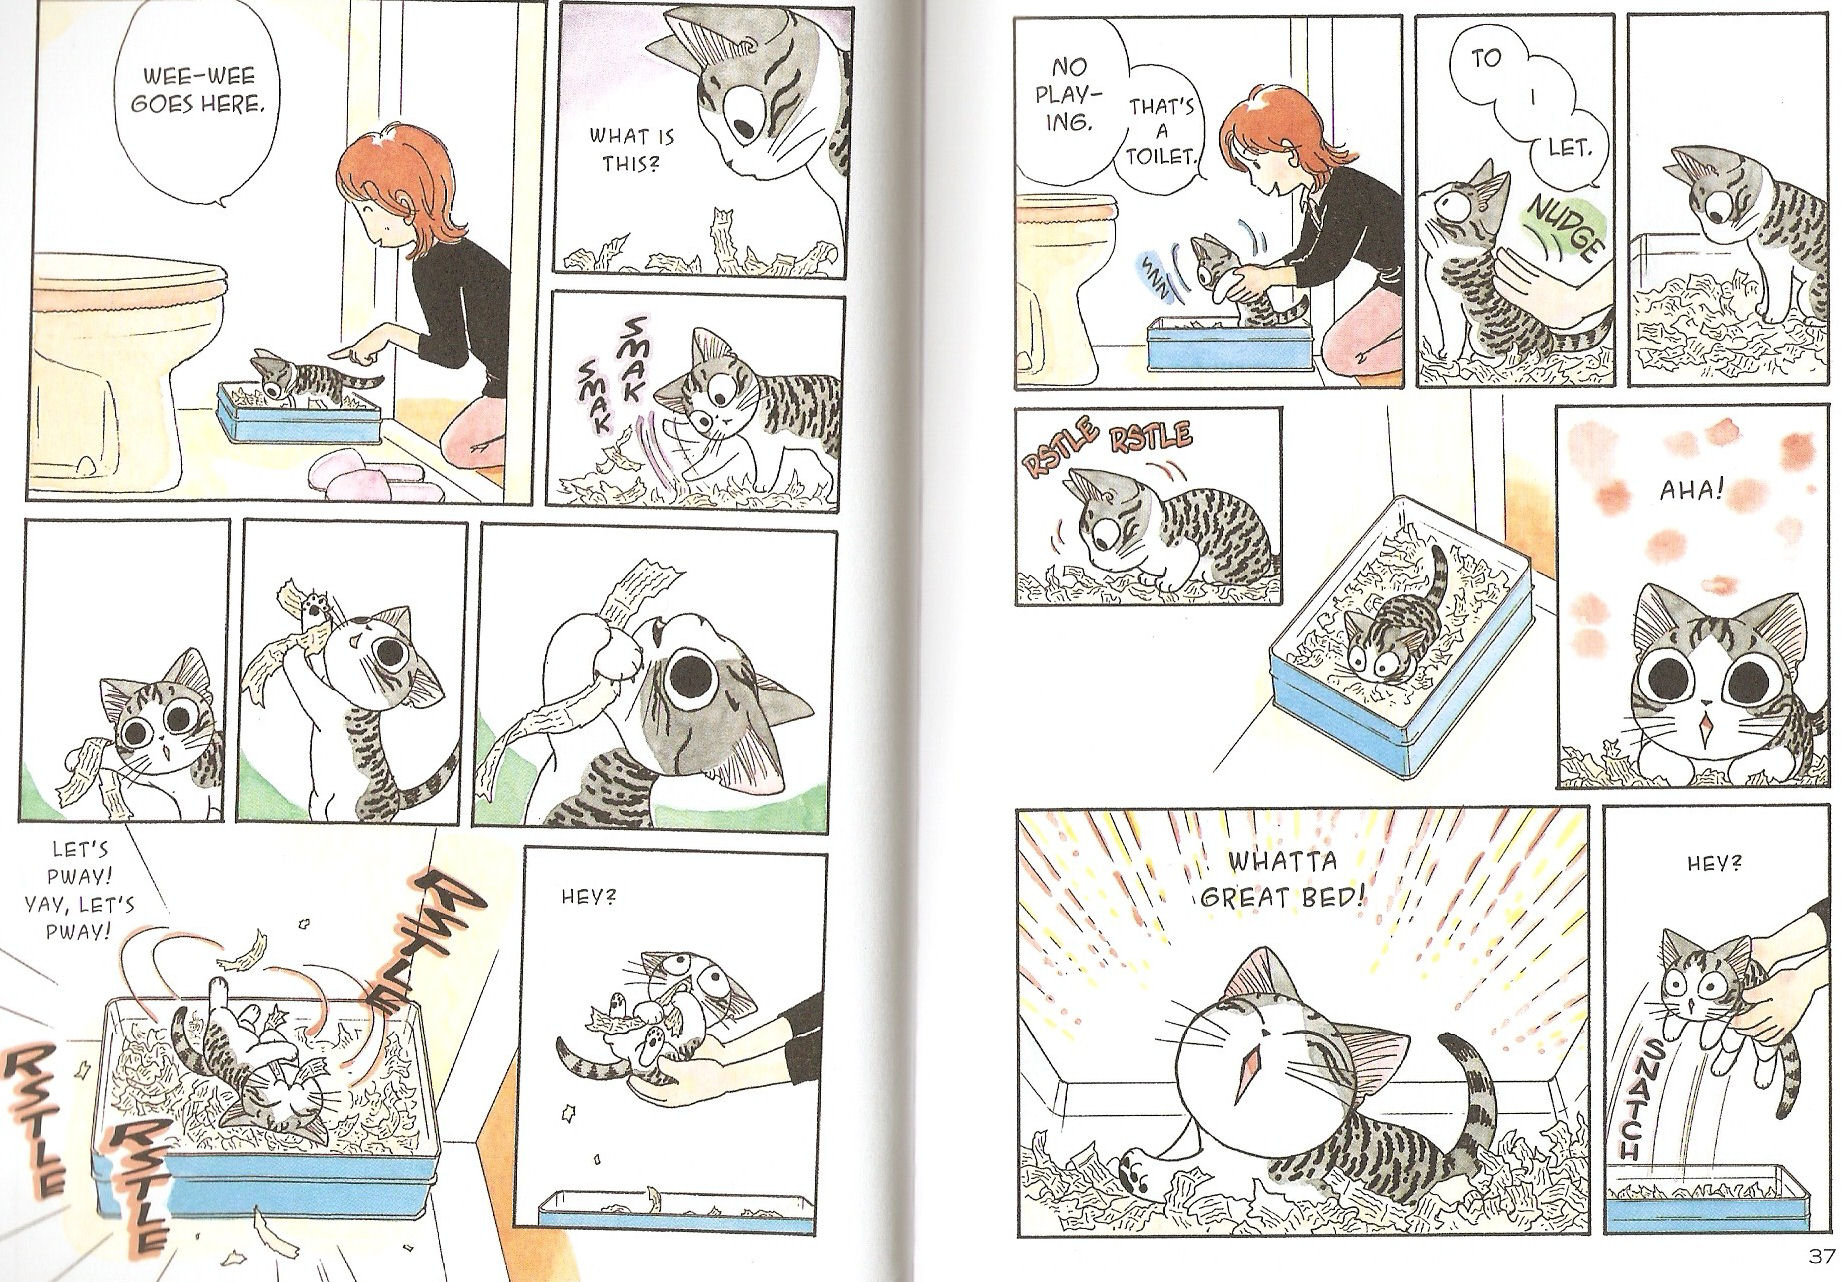 WEE-WEE
GOES HERE.
WHAT IS
THIS?
SMAK
SMAK
LET'S
PWAY!
YAY, LET'S
PWAY!
RSTLE
RSTLE
RSTLE
HEY?
NO
PLAY-
ING.
THAT'S
A
TOILET.
TO
I
LET.
NUDGE
RSTLE RSTLE
AHA!
WHATTA
GREAT BED!
HEY?
SNATCH
37